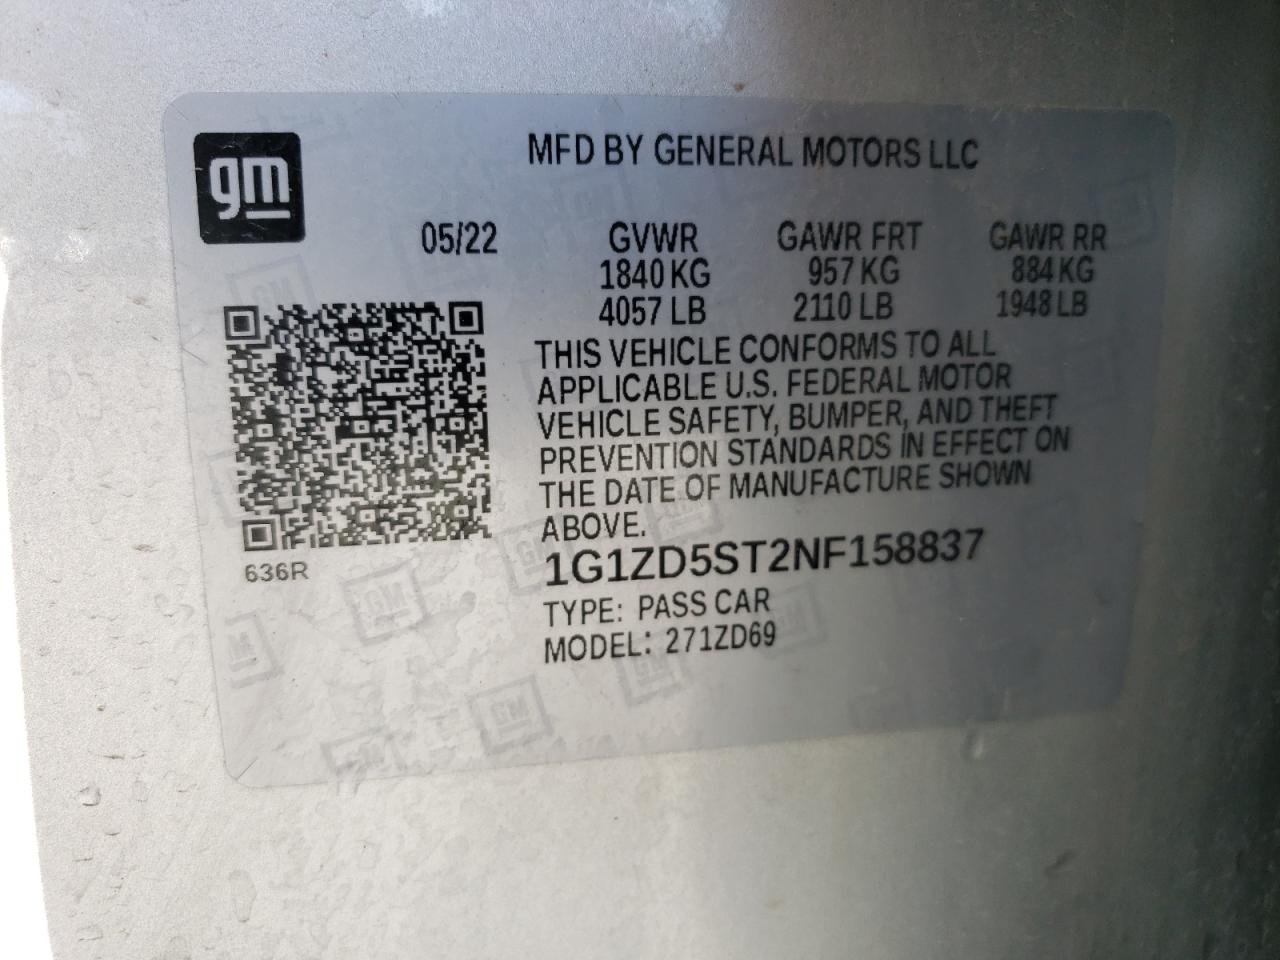 gm
MFD BY GENERAL MOTORS LLC
05/22 GVWR GAWR FRT GAWR RR
1840 KG 957 KG 884 KG
4057 LB 2110 LB 1948 LB
THIS VEHICLE CONFORMS TO ALL
APPLICABLE U.S. FEDERAL MOTOR
VEHICLE SAFETY, BUMPER, AND THEFT
PREVENTION STANDARDS IN EFFECT ON
THE DATE OF MANUFACTURE SHOWN
ABOVE.
1G1ZD5ST2NF158837
636R
TYPE: PASS CAR
MODEL: 271ZD69